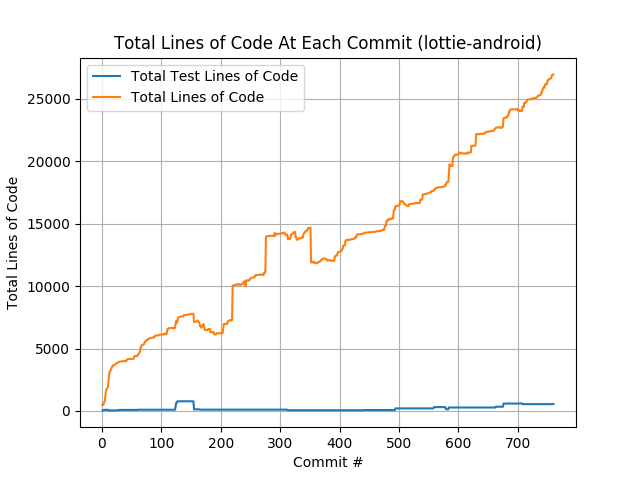 Total Lines of Code At Each Commit (lottie-android)
Total Test Lines of Code
Total Lines of Code
Total Lines of Code
25000
20000
15000
10000
5000
0
0 100 200 300 400 500 600 700
Commit #